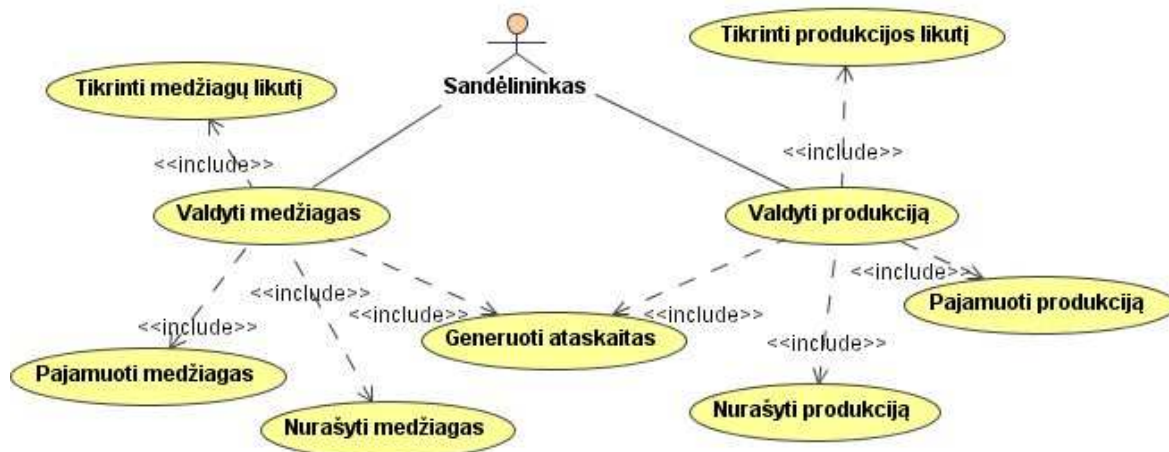 Tikrinti produkcijos likutį
Tikrinti medžiagų likutį
Sandėlininkas
<<include>>
<<include>>
Valdyti medžiagas
Valdyti produkciją
<<include>>
<<include>>
Pajamuoti produkciją
<<include>>
<<include>>
<<include>>
Generuoti ataskaitas
<<include>>
Pajamuoti medžiagas
Nurašyti produkciją
Nurašyti medžiagas